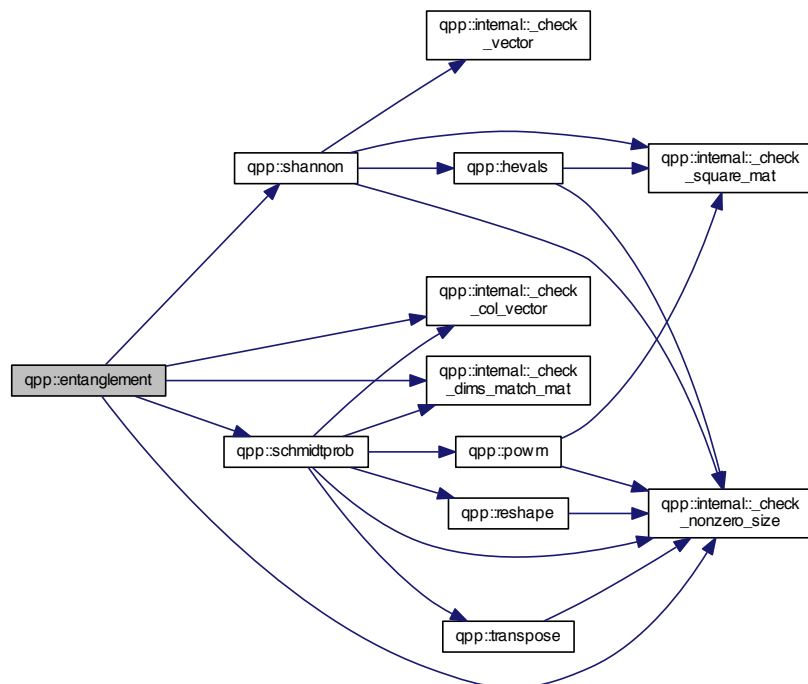 qpp::internal::_check
_vector
qpp::shannon
qpp::hevals
qpp::internal::_check
_square_mat
qpp::internal::_check
_col_vector
qpp::entanglement
qpp::internal::_check
_dims_match_mat
qpp::schmidtprob
qpp::powm
qpp::reshape
qpp::internal::_check
_nonzero_size
qpp::transpose